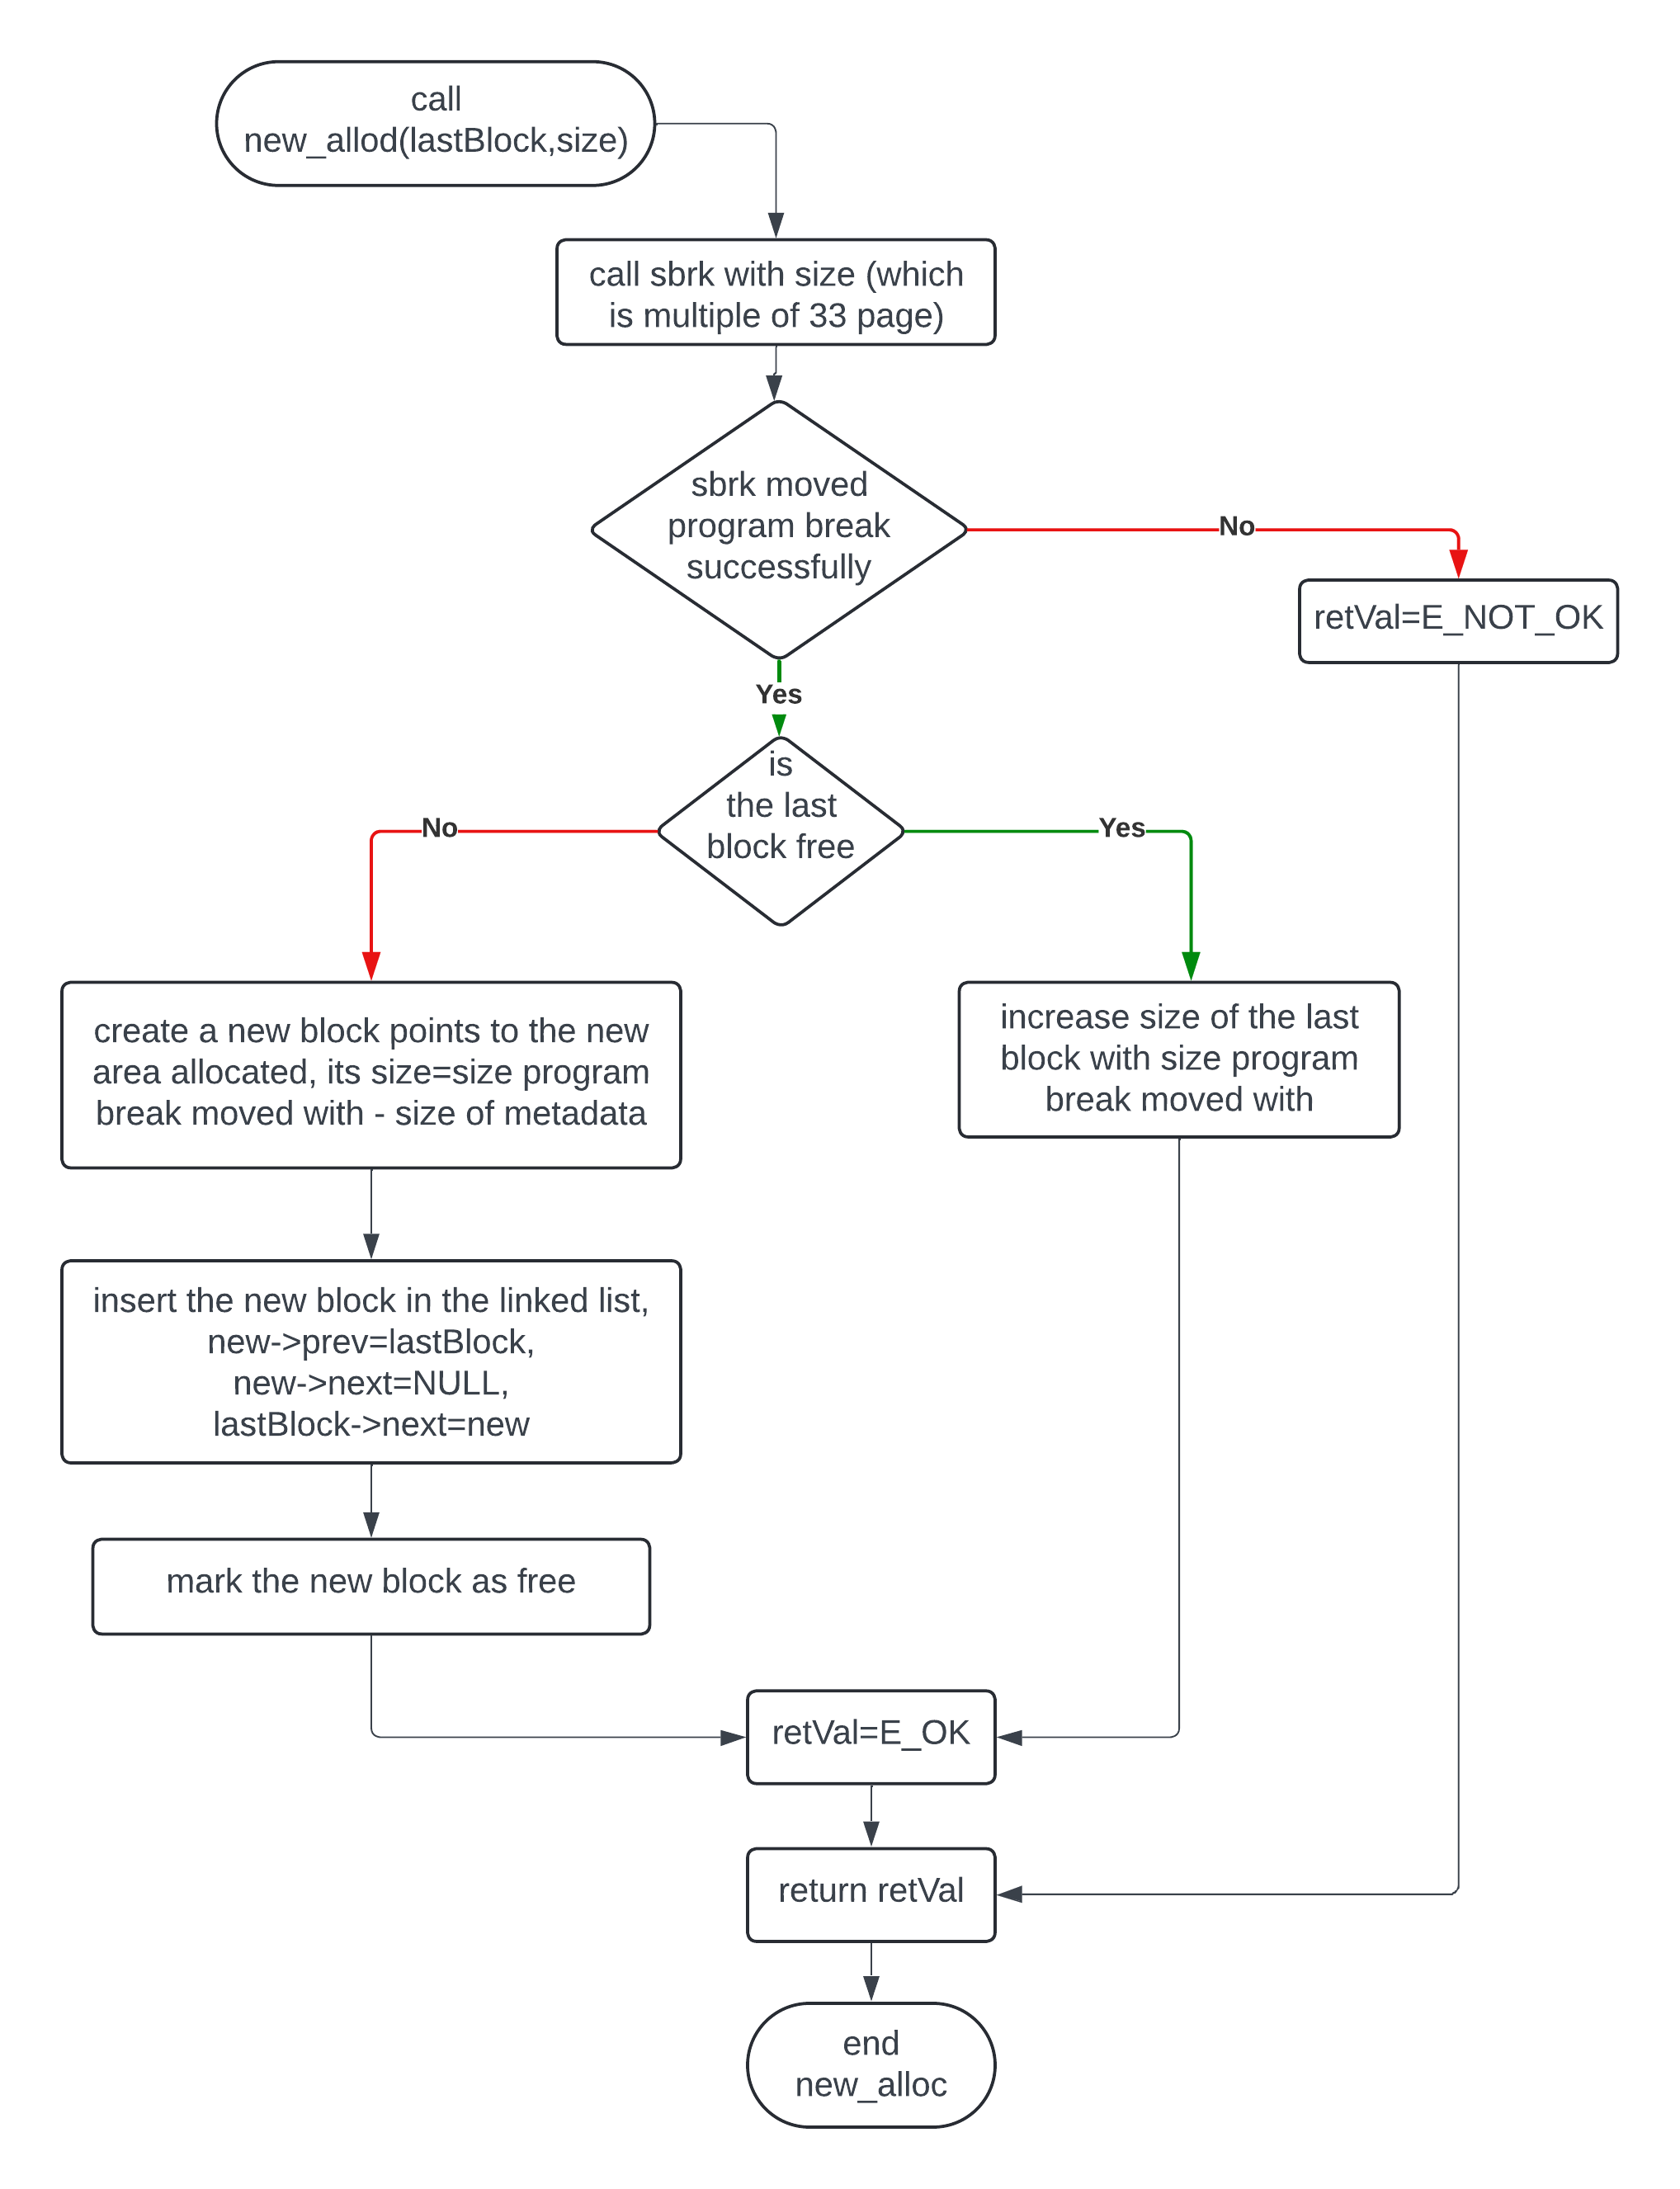 call
new_allod(lastBlock,size)
call sbrk with size (which
is multiple of 33 page)
sbrk moved
program break
successfully
No
retVal=E_NOT_OK
Yes
is
the last
block free
No
Yes
create a new block points to the new
area allocated, its size=size program
break moved with - size of metadata
increase size of the last
block with size program
break moved with
insert the new block in the linked list,
new->prev=lastBlock,
new->next=NULL,
lastBlock->next=new
mark the new block as free
retVal=E_OK
return retVal
end
new_alloc